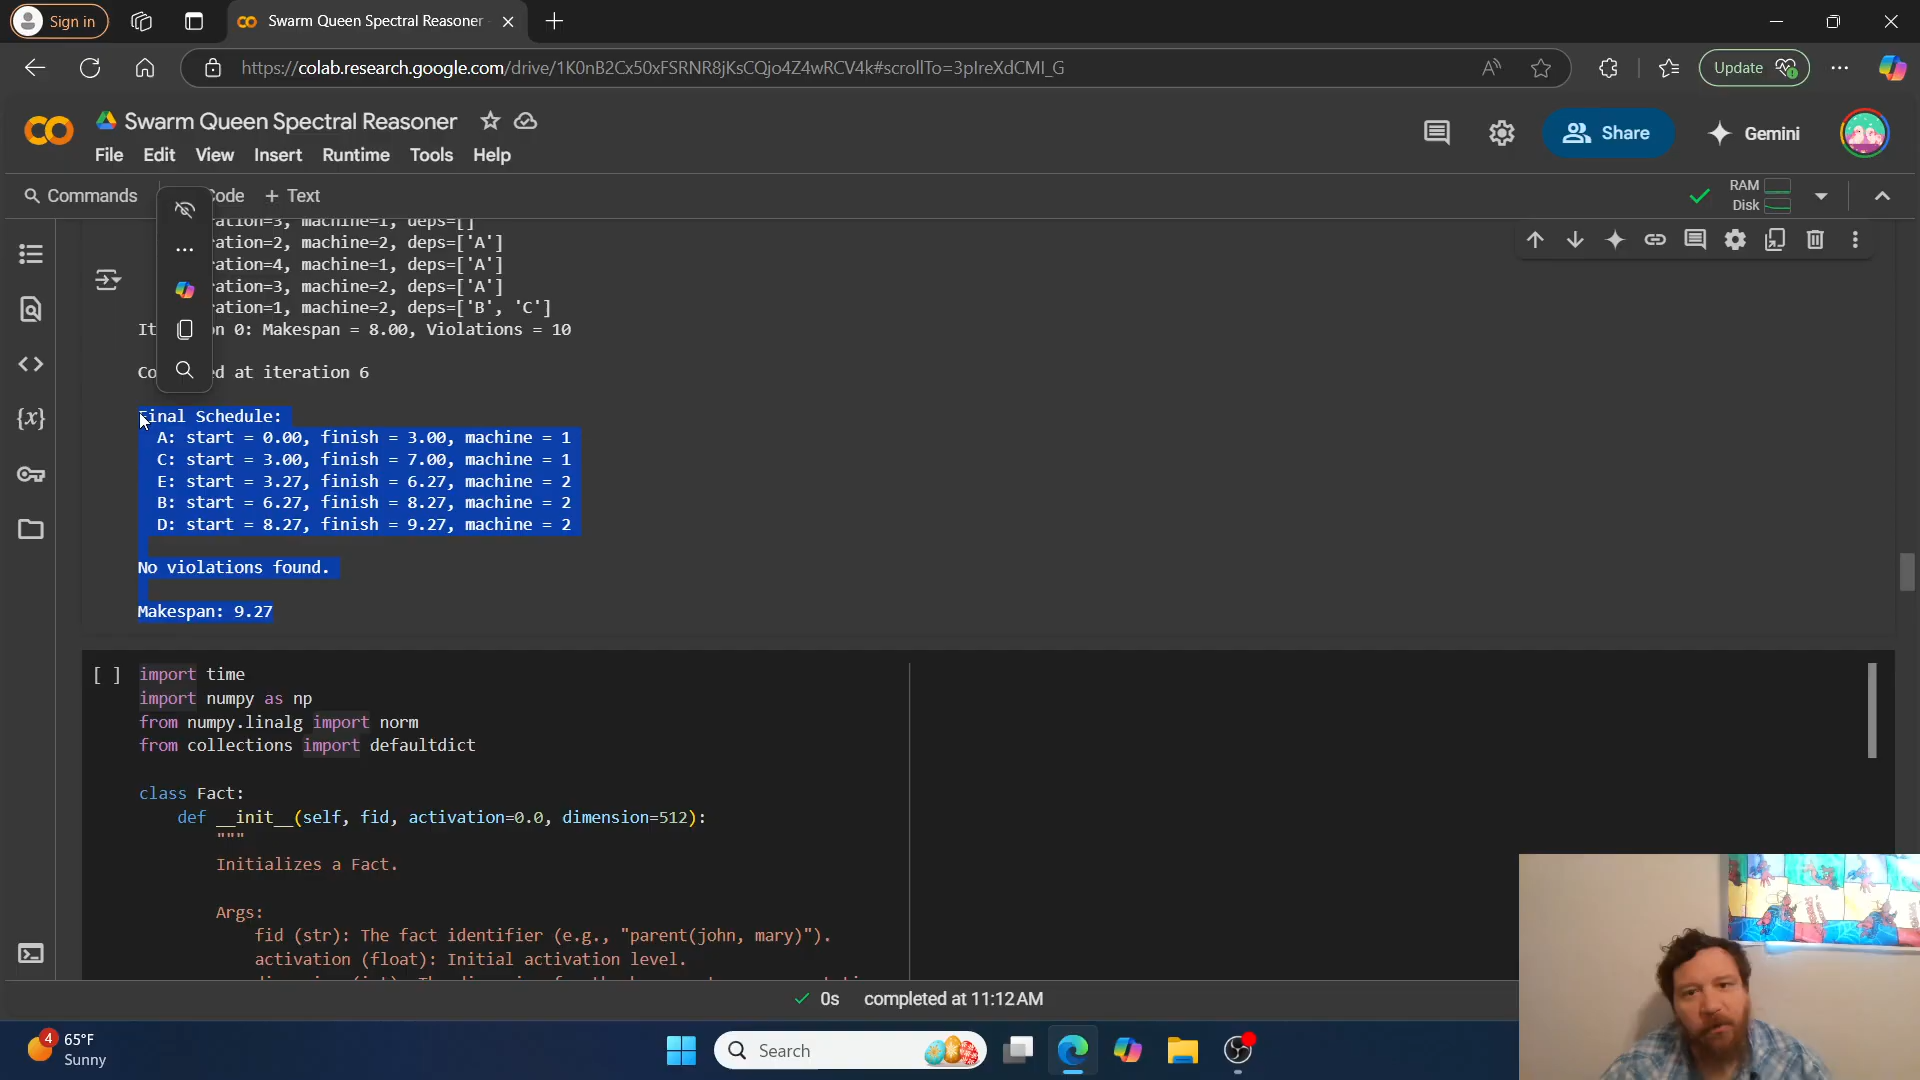 Sign in
Swarm Queen Spectral Reasoner
https://colab.research.google.com/drive/1K0nB2Cx50xFSRNR8jKsCQjo4Z4wRCV4k#scrollTo=3plreXdCMI_G
Update
Swarm Queen Spectral Reasoner
File Edit View Insert Runtime Tools Help
Share
Gemini
Commands
Code
+ Text
RAM
Disk
ration=3, machine=1, deps=[]
ration=2, machine=2, deps=['A']
ration=4, machine=1, deps=['A']
ration=3, machine=2, deps=['A']
ration=1, machine=2, deps=['B', 'C']
It n 0: Makespan = 8.00, Violations = 10
Co d at iteration 6
Final Schedule:
A: start = 0.00, finish = 3.00, machine = 1
C: start = 3.00, finish = 7.00, machine = 1
E: start = 3.27, finish = 6.27, machine = 2
B: start = 6.27, finish = 8.27, machine = 2
D: start = 8.27, finish = 9.27, machine = 2
No violations found.
Makespan: 9.27
[ ] import time
import numpy as np
from numpy.linalg import norm
from collections import defaultdict
class Fact:
def __init__(self, fid, activation=0.0, dimension=512):
"""
Initializes a Fact.
Args:
fid (str): The fact identifier (e.g., "parent(john, mary)").
activation (float): Initial activation level.
0s completed at 11:12 AM
4
65°F
Sunny
Search